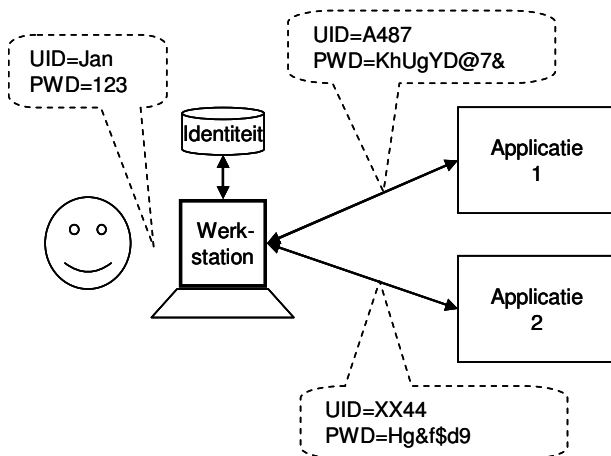 UID=Jan
PWD=123
UID=A487
PWD=KhUgYD@7&
Identiteit
Werk-
station
Applicatie
1
Applicatie
2
UID=XX44
PWD=Hg&f$d9